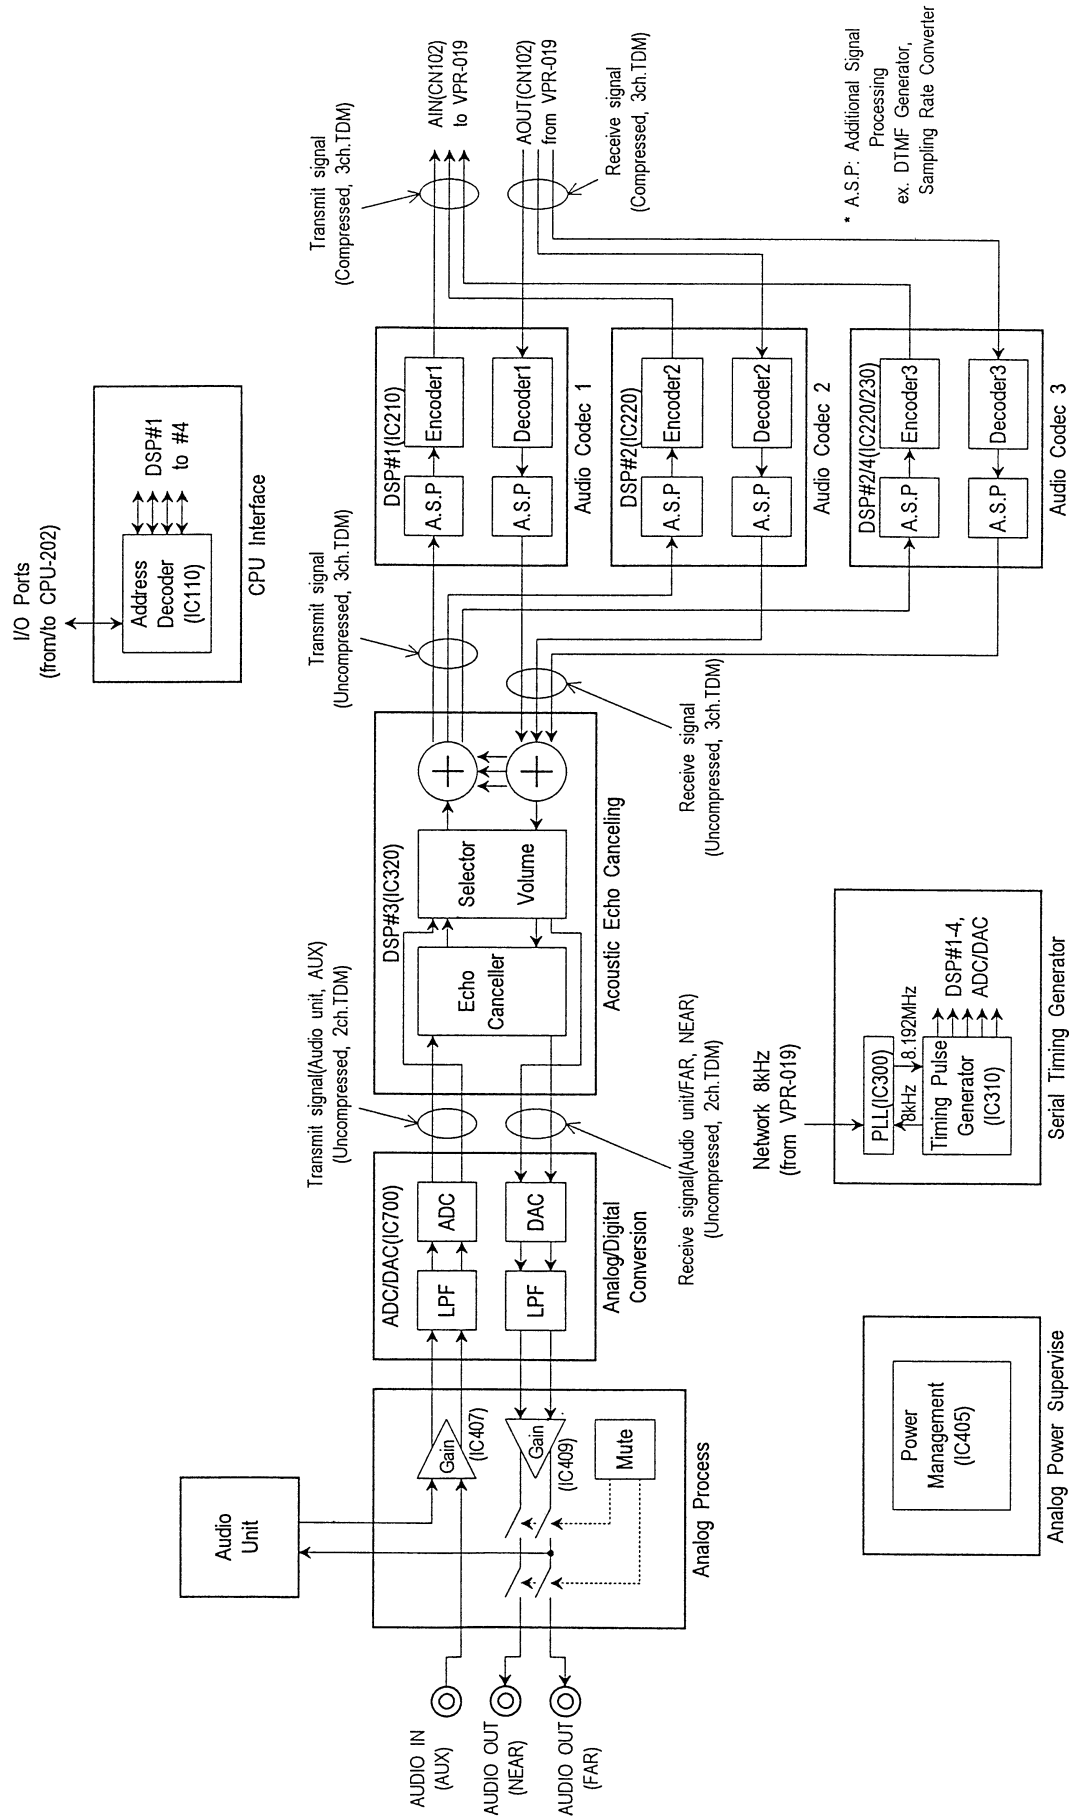 I/O Ports
(from/to CPU-202)
Address
Decoder
(IC110)
DSP#1
to #4
CPU Interface
Audio
Unit
AUDIO IN
(AUX)
AUDIO OUT
(NEAR)
AUDIO OUT
(FAR)
Gain
(IC407)
Gain
(IC409)
Mute
Analog Process
ADC/DAC(IC700)
LPF
ADC
LPF
DAC
Analog/Digital
Conversion
Transmit signal(Audio unit, AUX)
(Uncompressed, 2ch.TDM)
Receive signal(Audio unit/FAR, NEAR)
(Uncompressed, 2ch.TDM)
DSP#3(IC320)
Echo
Canceller
Selector
Volume
Acoustic Echo Canceling
Transmit signal
(Uncompressed, 3ch.TDM)
Receive signal
(Uncompressed, 3ch.TDM)
DSP#1(IC210)
A.S.P
Encoder1
A.S.P
Decoder1
Audio Codec 1
DSP#2(IC220)
A.S.P
Encoder2
A.S.P
Decoder2
Audio Codec 2
DSP#2/4(IC220/230)
A.S.P
Encoder3
A.S.P
Decoder3
Audio Codec 3
Transmit signal
(Compressed, 3ch.TDM)
AIN(CN102)
to VPR-019
AOUT(CN102)
from VPR-019
Receive signal
(Compressed, 3ch.TDM)
* A.S.P: Additional Signal
Processing
ex. DTMF Generator,
Sampling Rate Converter
Power
Management
(IC405)
Analog Power Supervise
Network 8kHz
(from VPR-019)
PLL(IC300)
8kHz
8.192MHz
Timing Pulse
Generator
(IC310)
DSP#1-4,
ADC/DAC
Serial Timing Generator